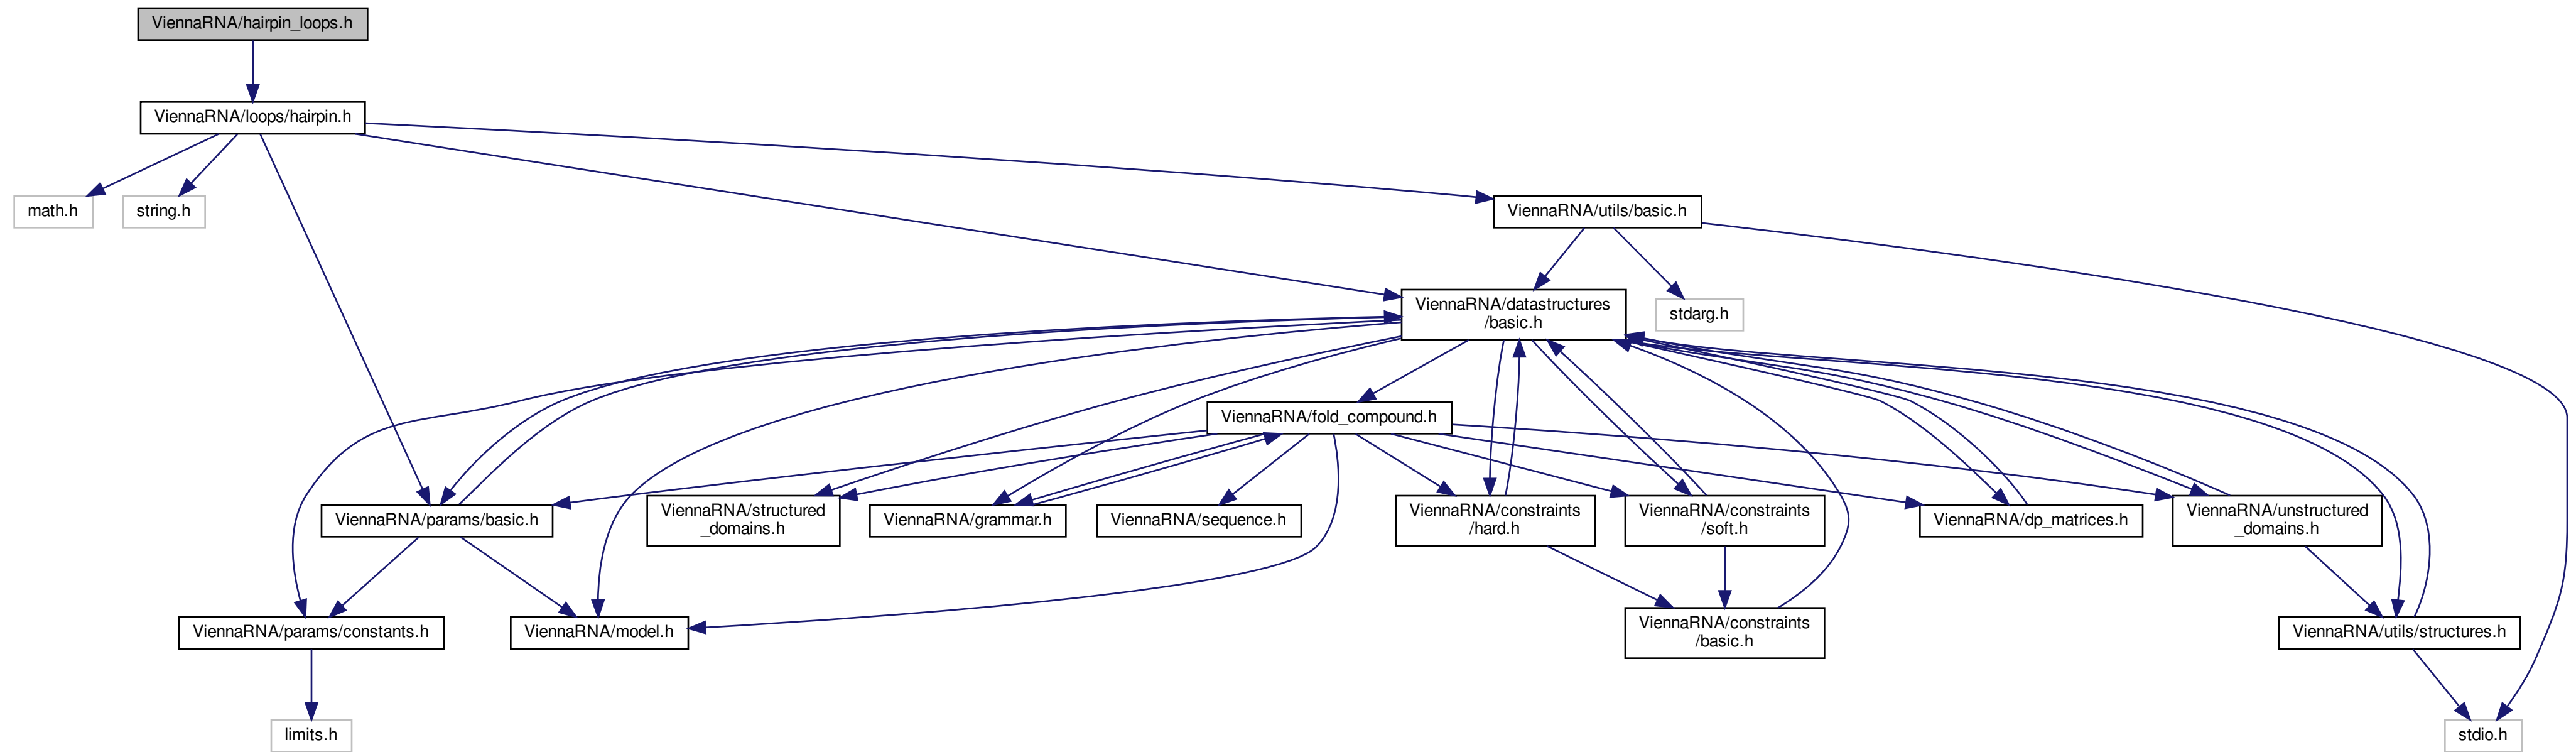 ViennaRNA/hairpin_loops.h
ViennaRNA/loops/hairpin.h
math.h
string.h
ViennaRNA/utils/basic.h
ViennaRNA/datastructures
/basic.h
stdarg.h
ViennaRNA/fold_compound.h
ViennaRNA/params/basic.h
ViennaRNA/structured
_domains.h
ViennaRNA/grammar.h
ViennaRNA/sequence.h
ViennaRNA/constraints
/hard.h
ViennaRNA/constraints
/soft.h
ViennaRNA/dp_matrices.h
ViennaRNA/unstructured
_domains.h
ViennaRNA/params/constants.h
ViennaRNA/model.h
ViennaRNA/constraints
/basic.h
ViennaRNA/utils/structures.h
limits.h
stdio.h